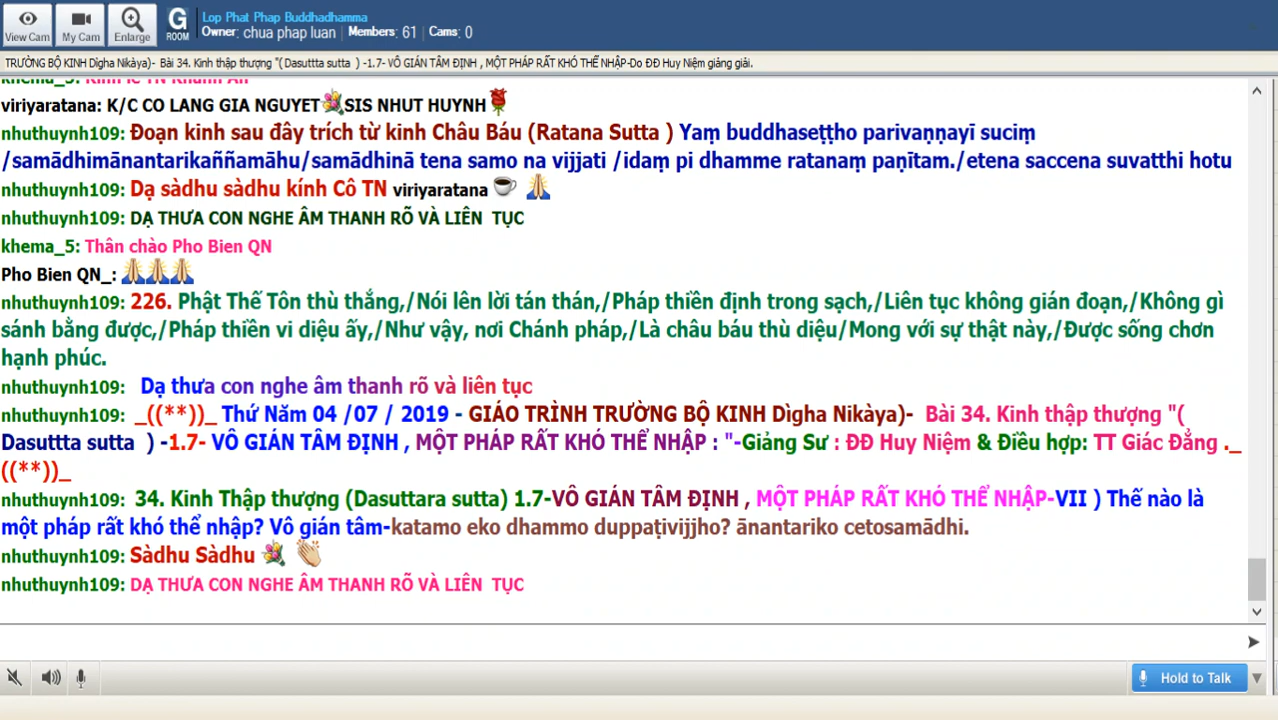 View Cam
My Cam
Enlarge
G
ROOM
Lop Phat Phap Buddhadhamma
Owner: chua phap luan | Members: 61 | Cams: 0
TRƯỜNG BỘ KINH Dìgha Nikàya)- Bài 34. Kinh thập thượng "( Dasuttta sutta ) -1.7- VÔ GIÁN TÂM ĐỊNH , MỘT PHÁP RẤT KHÓ THỂ NHẬP-Do ĐĐ Huy Niệm giảng giải.
khema_5: Kính lễ TN Khánh An
viriyaratana: K/C CO LANG GIA NGUYET SIS NHUT HUYNH
nhuthuynh109: Đoạn kinh sau đây trích từ kinh Châu Báu (Ratana Sutta ) Yaṃ buddhaseṭṭho parivaṇṇayī suciṃ
/samādhimānantarikaññamāhu/samādhinā tena samo na vijjati /idaṃ pi dhamme ratanaṃ paṇītam./etena saccena suvatthi hotu
nhuthuynh109: Dạ sàdhu sàdhu kính Cô TN viriyaratana
nhuthuynh109: DẠ THƯA CON NGHE ÂM THANH RÕ VÀ LIÊN TỤC
khema_5: Thân chào Pho Bien QN
Pho Bien QN_:
nhuthuynh109: 226. Phật Thế Tôn thù thắng,/Nói lên lời tán thán,/Pháp thiền định trong sạch,/Liên tục không gián đoạn,/Không gì
sánh bằng được,/Pháp thiền vi diệu ấy,/Như vậy, nơi Chánh pháp,/Là châu báu thù diệu/Mong với sự thật này,/Được sống chơn
hạnh phúc.
nhuthuynh109: Dạ thưa con nghe âm thanh rõ và liên tục
nhuthuynh109: _((**))_ Thứ Năm 04 /07 / 2019 - GIÁO TRÌNH TRƯỜNG BỘ KINH Dìgha Nikàya)- Bài 34. Kinh thập thượng "(
Dasuttta sutta ) -1.7- VÔ GIÁN TÂM ĐỊNH , MỘT PHÁP RẤT KHÓ THỂ NHẬP : "-Giảng Sư : ĐĐ Huy Niệm & Điều hợp: TT Giác Đẳng ._
((**))_
nhuthuynh109: 34. Kinh Thập thượng (Dasuttara sutta) 1.7-VÔ GIÁN TÂM ĐỊNH , MỘT PHÁP RẤT KHÓ THỂ NHẬP-VII ) Thế nào là
một pháp rất khó thể nhập? Vô gián tâm-katamo eko dhammo duppaṭivijjho? ānantariko cetosamādhi.
nhuthuynh109: Sàdhu Sàdhu
nhuthuynh109: DẠ THƯA CON NGHE ÂM THANH RÕ VÀ LIÊN TỤC
Hold to Talk